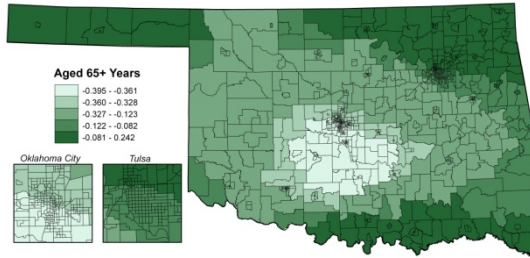 Aged 65+ Years
-0.395 - -0.361
-0.360 - -0.328
-0.327 - -0.123
-0.122 - -0.082
-0.081 - 0.242
Oklahoma City
Tulsa